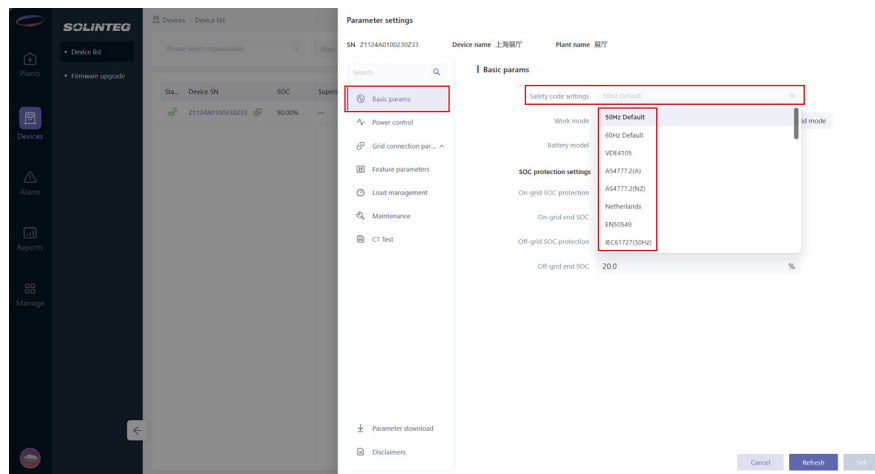 SOLINTEG
Plants
Devices
Alarm
Reports
Manage
Device list
Firmware upgrade
Devices - Device list
Please select organisation
Plant
Sta... Device SN SOC Superi
Z1124A0100230Z33 90.00% --
Parameter settings
SN Z1124A0100230Z33 Device name 上海展厅 Plant name 展厅
Search
Basic params
Power control
Grid connection par...
Feature parameters
Load management
Maintenance
CT Test
Parameter download
Disclaimers
Basic params
Safety code settings 50Hz Default
Work mode id mode
Battery model
SOC protection settings
On-grid SOC protection
On-grid end SOC
Off-grid SOC protection
Off-grid end SOC 20.0 %
50Hz Default
60Hz Default
VDE4105
AS4777.2(A)
AS4777.2(NZ)
Netherlands
EN50549
IEC61727(50Hz)
Cancel Refresh Set